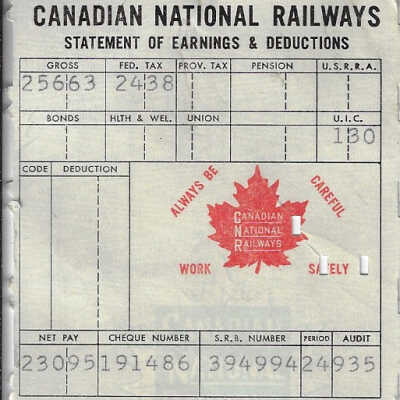 CANADIAN NATIONAL RAILWAYS
STATEMENT OF EARNINGS & DEDUCTIONS
GROSS FED. TAX PROV. TAX PENSION U.S.R.R.A.
25663 2438
BONDS HLTH & WEL. UNION U.I.C.
130
CODE DEDUCTION
ALWAYS BE CAREFUL
CANADIAN
NATIONAL
RAILWAYS
WORK SAFELY
NET PAY CHEQUE NUMBER S.R.B. NUMBER PERIOD AUDIT
23095 191486 394994 24 935